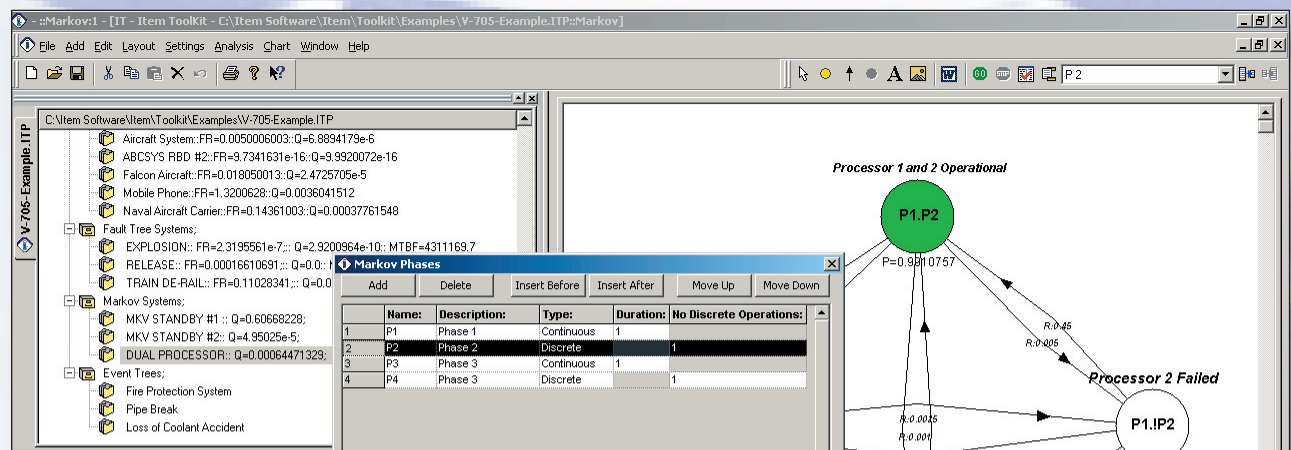 - ::Markov:1 - [IT - Item ToolKit - C:\Item Software\Item\Toolkit\Examples\V-705-Example.ITP::Markov]
File Add Edit Layout Settings Analysis Chart Window Help
A W GO STOP P 2
V-705-Example.ITP
C:\Item Software\Item\Toolkit\Examples\V-705-Example.ITP
Aircraft System::FR=0.0050006003::Q=6.8894179e-6
ABCSYS RBD #2::FR=9.7341631e-16::Q=9.9920072e-16
Falcon Aircraft::FR=0.018050013::Q=2.4725705e-5
Mobile Phone::FR=1.3200628::Q=0.0036041512
Naval Aircraft Carrier::FR=0.14361003::Q=0.00037761548
Fault Tree Systems;
EXPLOSION:: FR=2.3195561e-7;:: Q=2.9200964e-10:: MTBF=4311169.7
RELEASE:: FR=0.00016610691;:: Q=0.0::
TRAIN DE-RAIL:: FR=0.11028341;:: Q=0.0
Markov Systems;
MKV STANDBY #1 :: Q=0.60668228;
MKV STANDBY #2:: Q=4.95025e-5;
DUAL PROCESSOR:: Q=0.00064471329;
Event Trees;
Fire Protection System
Pipe Break
Loss of Coolant Accident
Markov Phases
Add Delete Insert Before Insert After Move Up Move Down
Name: Description: Type: Duration: No Discrete Operations:
1 P1 Phase 1 Continuous 1
2 P2 Phase 2 Discrete 1
3 P3 Phase 3 Continuous 1
4 P4 Phase 3 Discrete 1
Processor 1 and 2 Operational
P1.P2
P=0.9810757
R:0.45
R:0.005
Processor 2 Failed
P1.!P2
R:0.0025
R:0.001